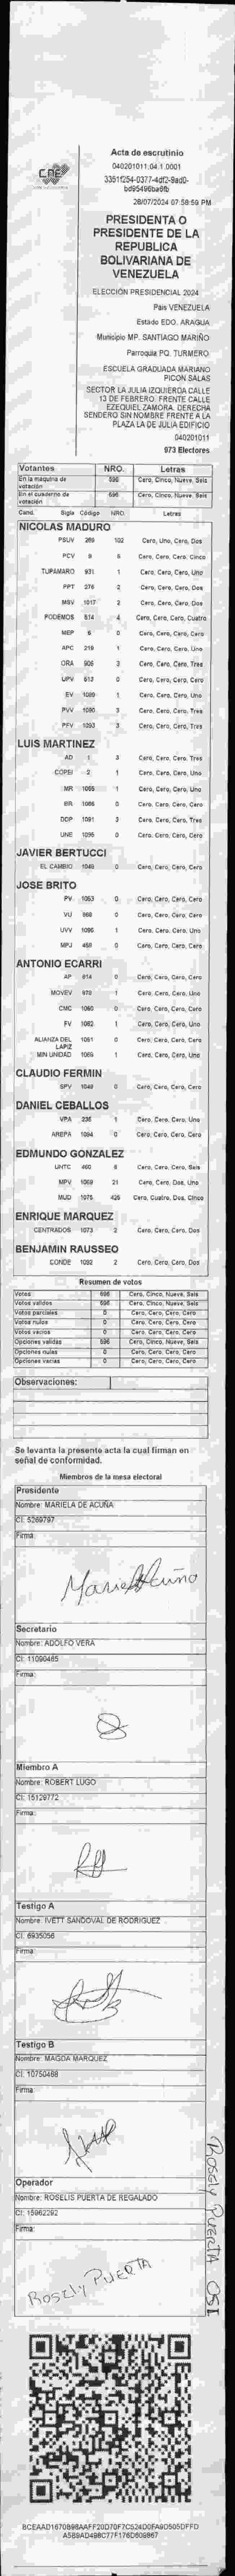 CNE
Acta de escrutinio
040201011.04.1.0001
33511254-0377-4df2-9ad0-
bd95496ba9fb
28/07/2024 07:58:59 PM
PRESIDENTA O
PRESIDENTE DE LA
REPUBLICA
BOLIVARIANA DE
VENEZUELA
ELECCIÓN PRESIDENCIAL 2024
País VENEZUELA
Estado EDO. ARAGUA
Municipio MP. SANTIAGO MARIÑO
Parroquia PQ. TURMERO
ESCUELA GRADUADA MARIANO
PICON SALAS
SECTOR LA JULIA IZQUIERDA CALLE
13 DE FEBRERO. FRENTE CALLE
EZEQUIEL ZAMORA. DERECHA
SENDERO SIN NOMBRE FRENTE A LA
PLAZA LA DE JULIA EDIFICIO
040201011
973 Electores
Votantes NRO. Letras
En la maquina de votación 596 Cero, Cinco, Nueve, Seis
En el cuaderno de votación 596 Cero, Cinco, Nueve, Seis
Cand. Sigla Código NRO. Letras
NICOLAS MADURO
PSUV 269 102 Cero, Uno, Cero, Dos
PCV 5 Cero, Cero, Cero, Cinco
TUPAMARO 931 1 Cero, Cero, Cero, Uno
PPT 276 2 Cero, Cero, Cero, Dos
MSV 1017 2 Cero, Cero, Cero, Dos
PODEMOS 514 4 Cero, Cero, Cero, Cuatro
MEP 6 0 Cero, Cero, Cero, Cero
APC 219 1 Cero, Cero, Cero, Uno
ORA 905 3 Cero, Cero, Cero, Tres
UPV 613 0 Cero, Cero, Cero, Cero
EV 1089 1 Cero, Cero, Cero, Uno
PVV 1090 3 Cero, Cero, Cero, Tres
PFV 1093 3 Cero, Cero, Cero, Tres
LUIS MARTINEZ
AD 1 3 Cero, Cero, Cero, Tres
COPEI 2 1 Cero, Cero, Cero, Uno
MR 1065 1 Cero, Cero, Cero, Uno
BR 1086 0 Cero, Cero, Cero, Cero
DDP 1091 3 Cero, Cero, Cero, Tres
UNE 1095 0 Cero, Cero, Cero, Cero
JAVIER BERTUCCI
EL CAMBIO 1048 0 Cero, Cero, Cero, Cero
JOSE BRITO
PV 1053 0 Cero, Cero, Cero, Cero
VU 868 0 Cero, Cero, Cero, Cero
UVV 1096 1 Cero, Cero, Cero, Uno
MPJ 458 0 Cero, Cero, Cero, Cero
ANTONIO ECARRI
AP 614 0 Cero, Cero, Cero, Cero
MOVEV 970 1 Cero, Cero, Cero, Uno
CMC 1060 0 Cero, Cero, Cero, Cero
FV 1062 1 Cero, Cero, Cero, Uno
ALIANZA DEL LAPIZ 1051 0 Cero, Cero, Cero, Cero
MIN UNIDAD 1069 1 Cero, Cero, Cero, Uno
CLAUDIO FERMIN
SPV 1049 0 Cero, Cero, Cero, Cero
DANIEL CEBALLOS
VPA 235 1 Cero, Cero, Cero, Uno
AREPA 1094 0 Cero, Cero, Cero, Cero
EDMUNDO GONZALEZ
UNTC 460 6 Cero, Cero, Cero, Seis
MPV 1059 21 Cero, Cero, Dos, Uno
MUD 1075 425 Cero, Cuatro, Dos, Cinco
ENRIQUE MARQUEZ
CENTRADOS 1073 2 Cero, Cero, Cero, Dos
BENJAMIN RAUSSEO
CONDE 1092 2 Cero, Cero, Cero, Dos
Resumen de votos
Votos 596 Cero, Cinco, Nueve, Seis
Votos validos 596 Cero, Cinco, Nueve, Seis
Votos parciales 0 Cero, Cero, Cero, Cero
Votos nulos 0 Cero, Cero, Cero, Cero
Votos vacios 0 Cero, Cero, Cero, Cero
Opciones validas 596 Cero, Cinco, Nueve, Seis
Opciones nulas 0 Cero, Cero, Cero, Cero
Opciones vacias 0 Cero, Cero, Cero, Cero
Observaciones:
Se levanta la presente acta la cual firman en
señal de conformidad.
Miembros de la mesa electoral
Presidente
Nombre: MARIELA DE ACUÑA
CI: 5269797
Firma:
Secretario
Nombre: ADOLFO VERA
CI: 11090465
Firma:
Miembro A
Nombre: ROBERT LUGO
CI: 15129772
Firma:
Testigo A
Nombre: IVETT SANDOVAL DE RODRIGUEZ
CI: 6935056
Firma:
Testigo B
Nombre: MAGDA MARQUEZ
CI: 10750468
Firma:
Operador
Nombre: ROSELIS PUERTA DE REGALADO
CI: 15962292
Firma:
ROSELY PUERTA
ROSELY PUERTA OSI
BCEAAD1670B98AAFF20D70F7C524D0FA90505DFFD
A5B9AD498C77F176D609867